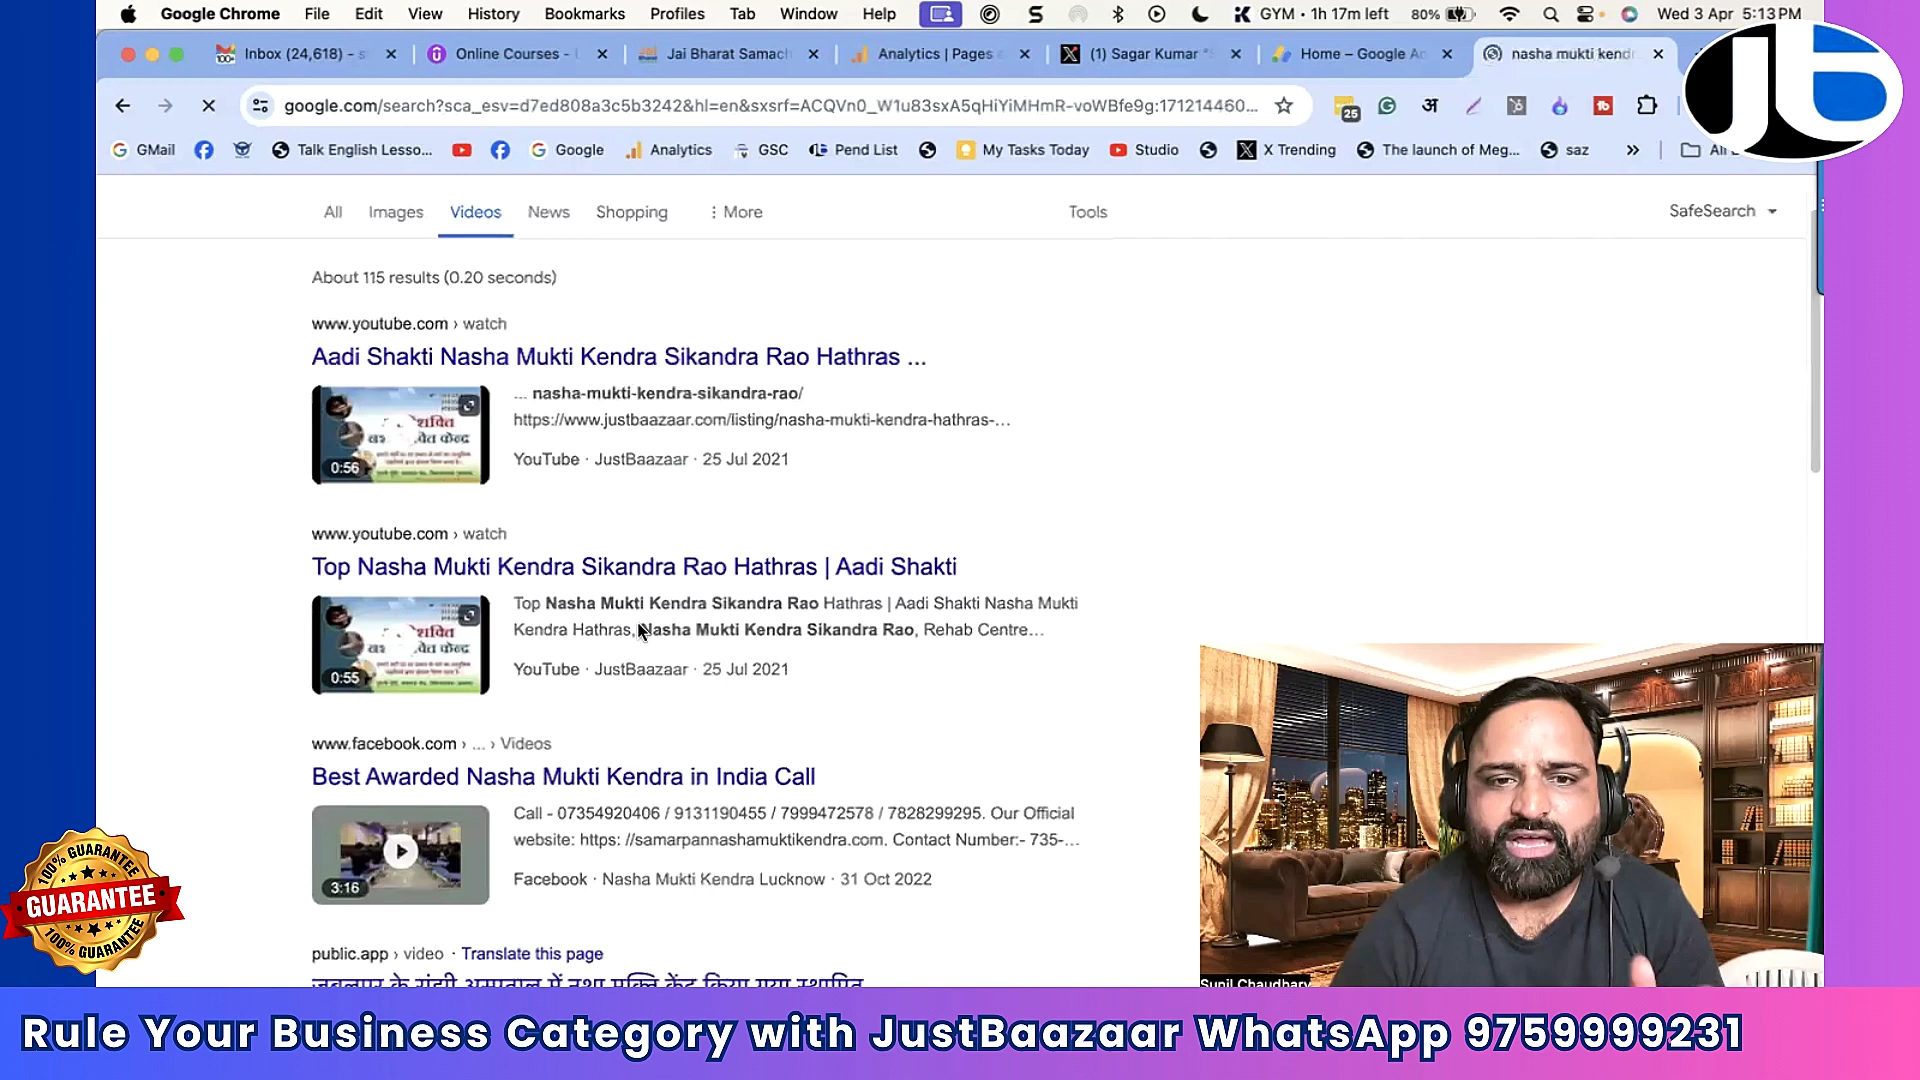 Google Chrome File Edit View History Bookmarks Profiles Tab Window Help
GYM • 1h 17m left 80% Wed 3 Apr 5:13 PM
Inbox (24,618) - s
Online Courses -
Jai Bharat Samach
Analytics | Pages
(1) Sagar Kumar
Home – Google A
nasha mukti kend
google.com/search?sca_esv=d7ed808a3c5b3242&hl=en&sxsrf=ACQVn0_W1u83sxA5qHiYiMHmR-voWBfe9g:171214460...
25
अ
GMail
Talk English Lesso...
Google
Analytics
GSC
Pend List
My Tasks Today
Studio
X Trending
The launch of Meg...
saz
»
All Images Videos News Shopping More Tools SafeSearch
About 115 results (0.20 seconds)
www.youtube.com › watch
Aadi Shakti Nasha Mukti Kendra Sikandra Rao Hathras ...
... nasha-mukti-kendra-sikandra-rao/
https://www.justbaazaar.com/listing/nasha-mukti-kendra-hathras-...
0:56
YouTube · JustBaazaar · 25 Jul 2021
www.youtube.com › watch
Top Nasha Mukti Kendra Sikandra Rao Hathras | Aadi Shakti
Top Nasha Mukti Kendra Sikandra Rao Hathras | Aadi Shakti Nasha Mukti
Kendra Hathras, Nasha Mukti Kendra Sikandra Rao, Rehab Centre...
0:55
YouTube · JustBaazaar · 25 Jul 2021
www.facebook.com › ... › Videos
Best Awarded Nasha Mukti Kendra in India Call
Call - 07354920406 / 9131190455 / 7999472578 / 7828299295. Our Official
website: https: //samarpannashamuktikendra.com. Contact Number:- 735-...
3:16
Facebook · Nasha Mukti Kendra Lucknow · 31 Oct 2022
public.app › video · Translate this page
Sunil Chaudhary
100% GUARANTEE
GUARANTEE
100% GUARANTEE
Rule Your Business Category with JustBaazaar WhatsApp 9759999231